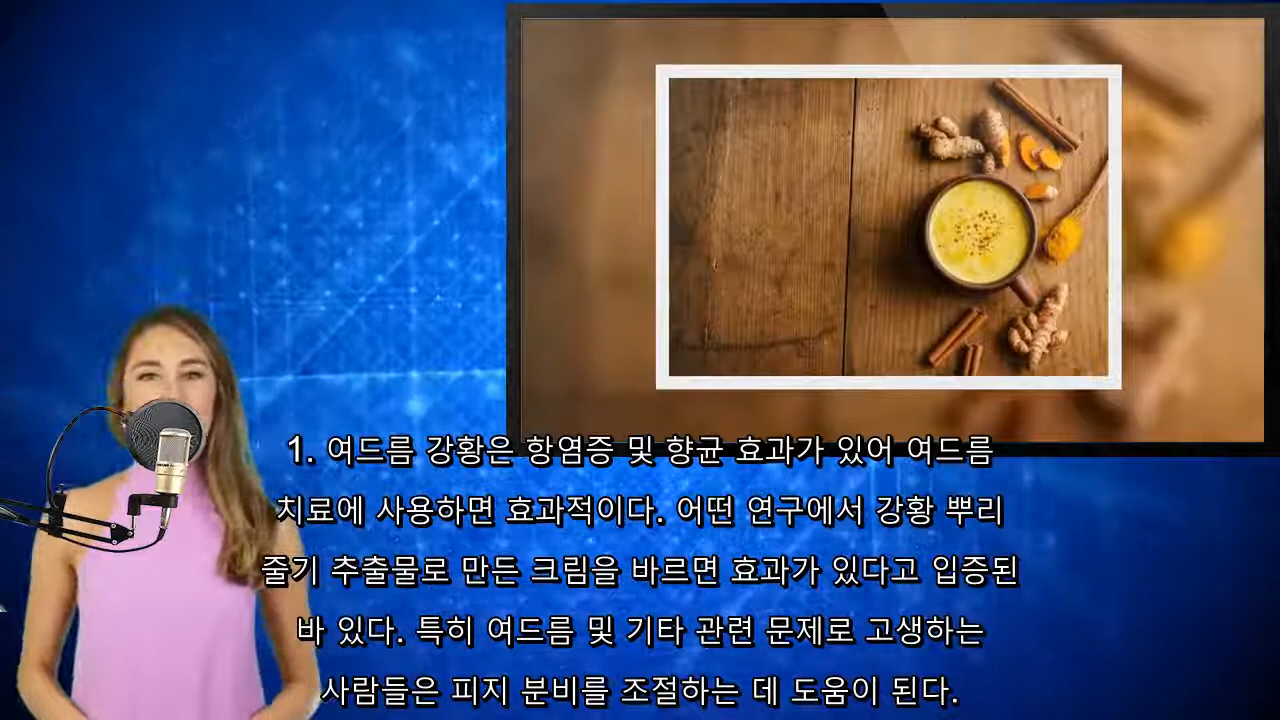 1. 여드름 강황은 항염증 및 향균 효과가 있어 여드름
치료에 사용하면 효과적이다. 어떤 연구에서 강황 뿌리
줄기 추출물로 만든 크림을 바르면 효과가 있다고 입증된
바 있다. 특히 여드름 및 기타 관련 문제로 고생하는
사람들은 피지 분비를 조절하는 데 도움이 된다.